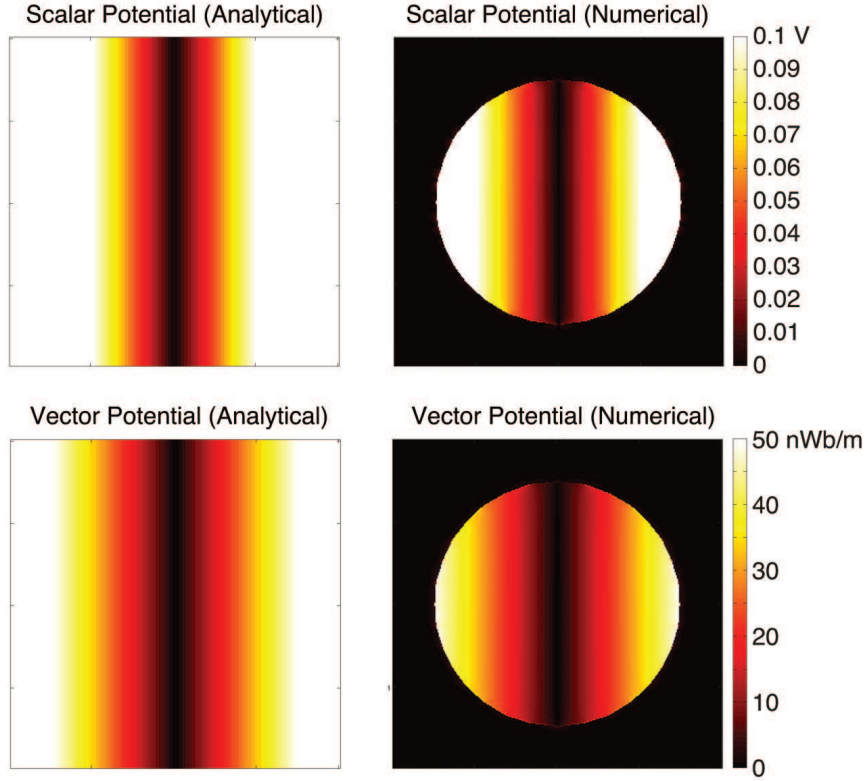 Scalar Potential (Analytical)
Scalar Potential (Numerical)
0.1 V
0.09
0.08
0.07
0.06
0.05
0.04
0.03
0.02
0.01
0
Vector Potential (Analytical)
Vector Potential (Numerical)
50 nWb/m
40
30
20
10
0
1